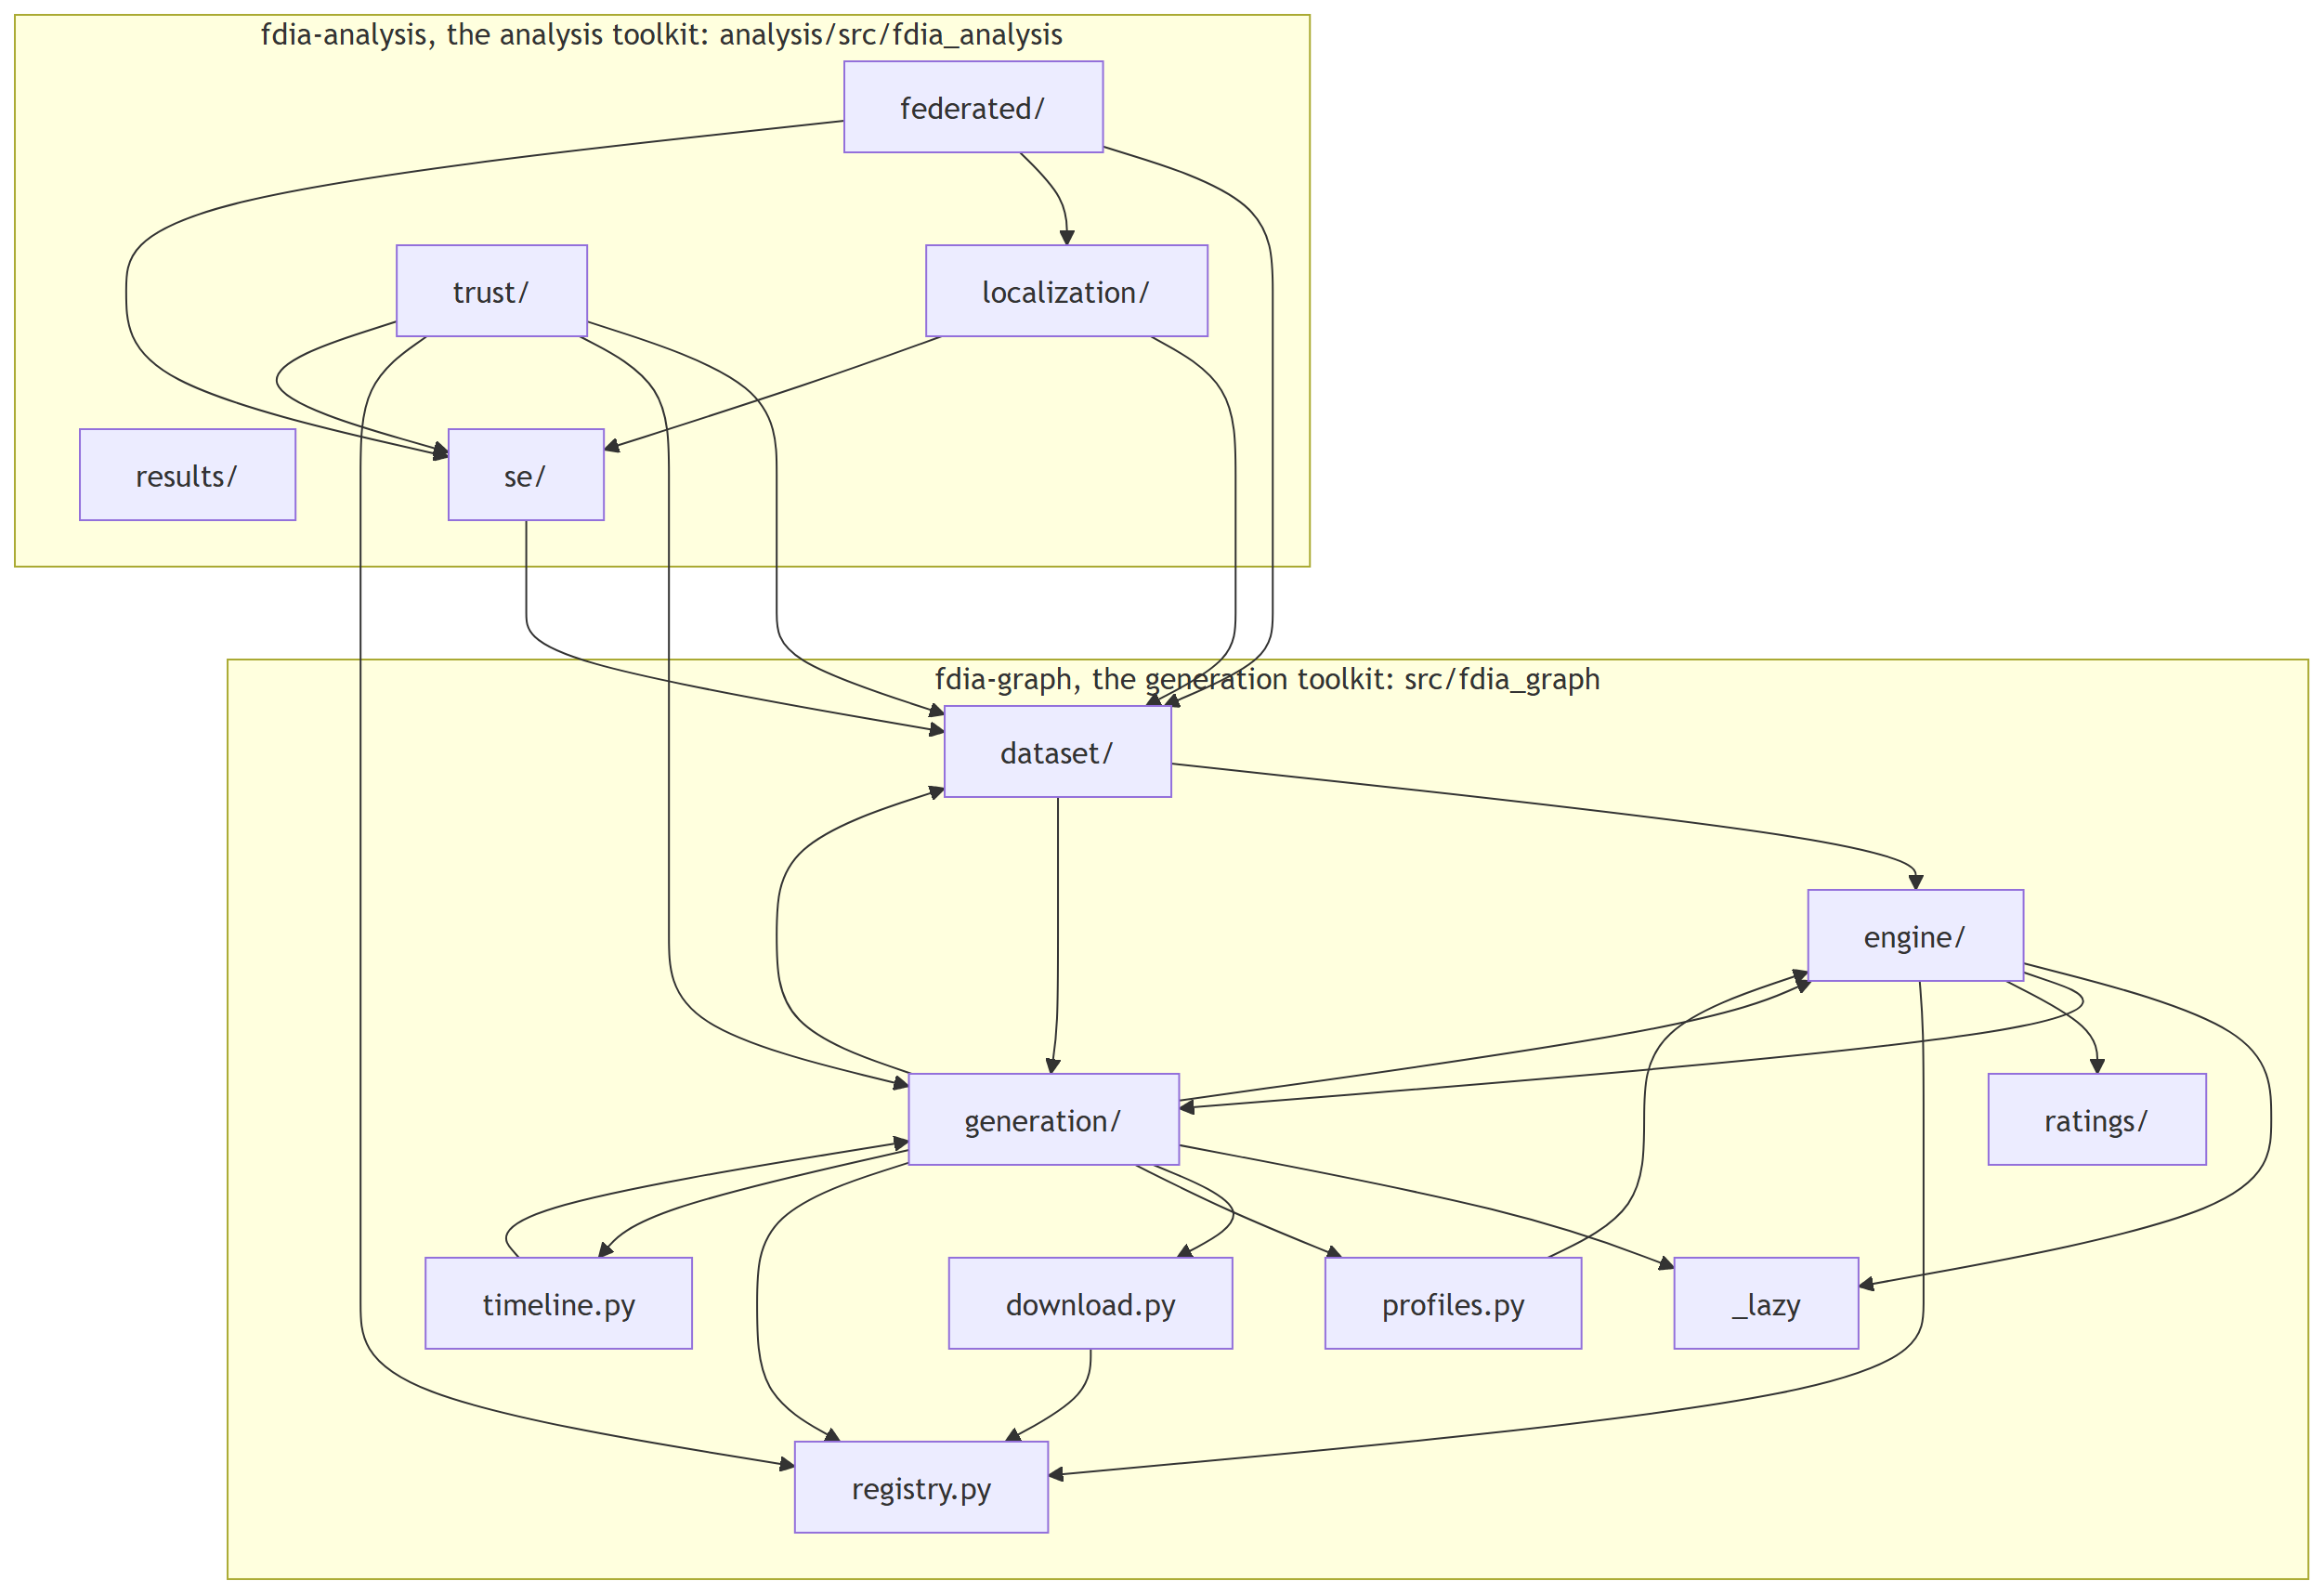 fdia-analysis, the analysis toolkit: analysis/src/fdia_analysis
federated/
trust/
localization/
results/
se/
fdia-graph, the generation toolkit: src/fdia_graph
dataset/
engine/
generation/
ratings/
timeline.py
download.py
profiles.py
_lazy
registry.py